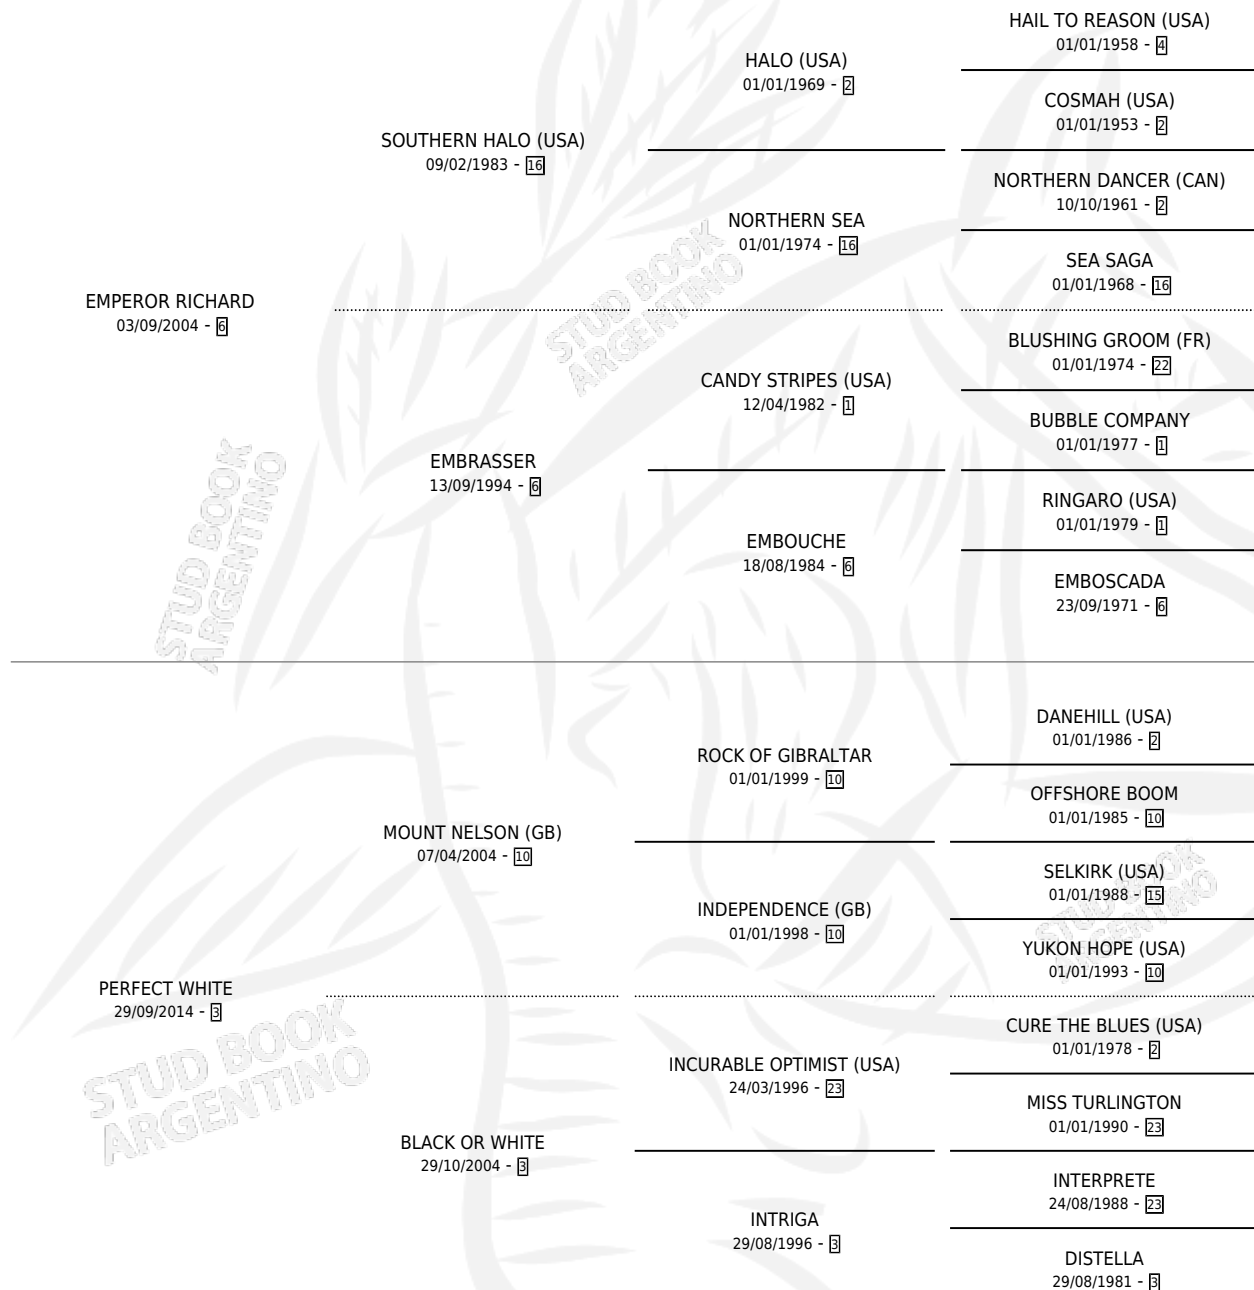 HAIL TO REASON (USA)
01/01/1958 - 4
HALO (USA)
01/01/1969 - 2
COSMAH (USA)
01/01/1953 - 2
SOUTHERN HALO (USA)
09/02/1983 - 16
NORTHERN DANCER (CAN)
10/10/1961 - 2
NORTHERN SEA
01/01/1974 - 16
SEA SAGA
01/01/1968 - 16
EMPEROR RICHARD
03/09/2004 - 6
STUD BOOK
ARGENTINO
BLUSHING GROOM (FR)
01/01/1974 - 22
CANDY STRIPES (USA)
12/04/1982 - 1
BUBBLE COMPANY
01/01/1977 - 1
EMBRASSER
13/09/1994 - 6
RINGARO (USA)
01/01/1979 - 1
EMBOUCHE
18/08/1984 - 6
EMBOSCADA
23/09/1971 - 6
STUD BOOK
ARGENTINO
DANEHILL (USA)
01/01/1986 - 2
ROCK OF GIBRALTAR
01/01/1999 - 10
OFFSHORE BOOM
01/01/1985 - 10
MOUNT NELSON (GB)
07/04/2004 - 10
SELKIRK (USA)
01/01/1988 - 15
INDEPENDENCE (GB)
01/01/1998 - 10
STUD BOOK
ARGENTINO
YUKON HOPE (USA)
01/01/1993 - 10
PERFECT WHITE
29/09/2014 - 3
STUD BOOK
ARGENTINO
CURE THE BLUES (USA)
01/01/1978 - 2
INCURABLE OPTIMIST (USA)
24/03/1996 - 23
MISS TURLINGTON
01/01/1990 - 23
BLACK OR WHITE
29/10/2004 - 3
INTERPRETE
24/08/1988 - 23
INTRIGA
29/08/1996 - 3
DISTELLA
29/08/1981 - 3